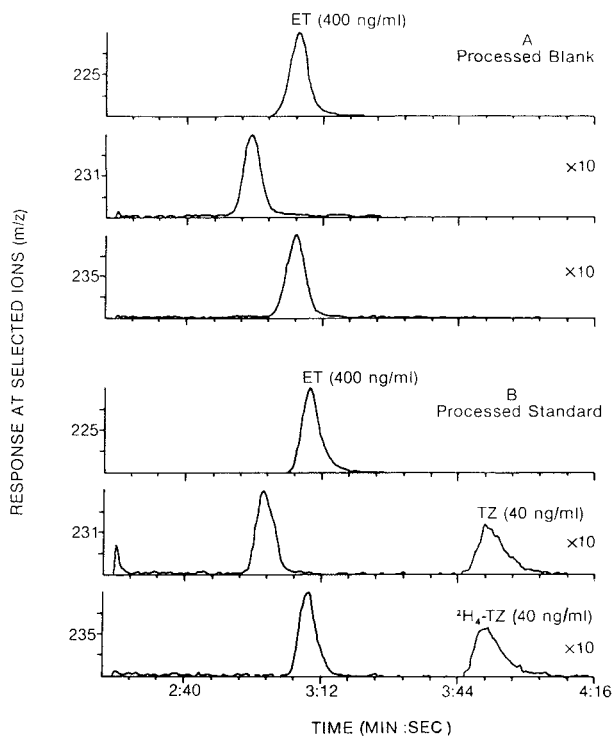 ET (400 ng/ml)
A
Processed Blank
225
231
×10
235
×10
RESPONSE AT SELECTED IONS (m/z)
ET (400 ng/ml)
B
Processed Standard
225
TZ (40 ng/ml)
231
×10
²H₄-TZ (40 ng/ml)
235
×10
2:40
3:12
3:44
4:16
TIME (MIN :SEC)